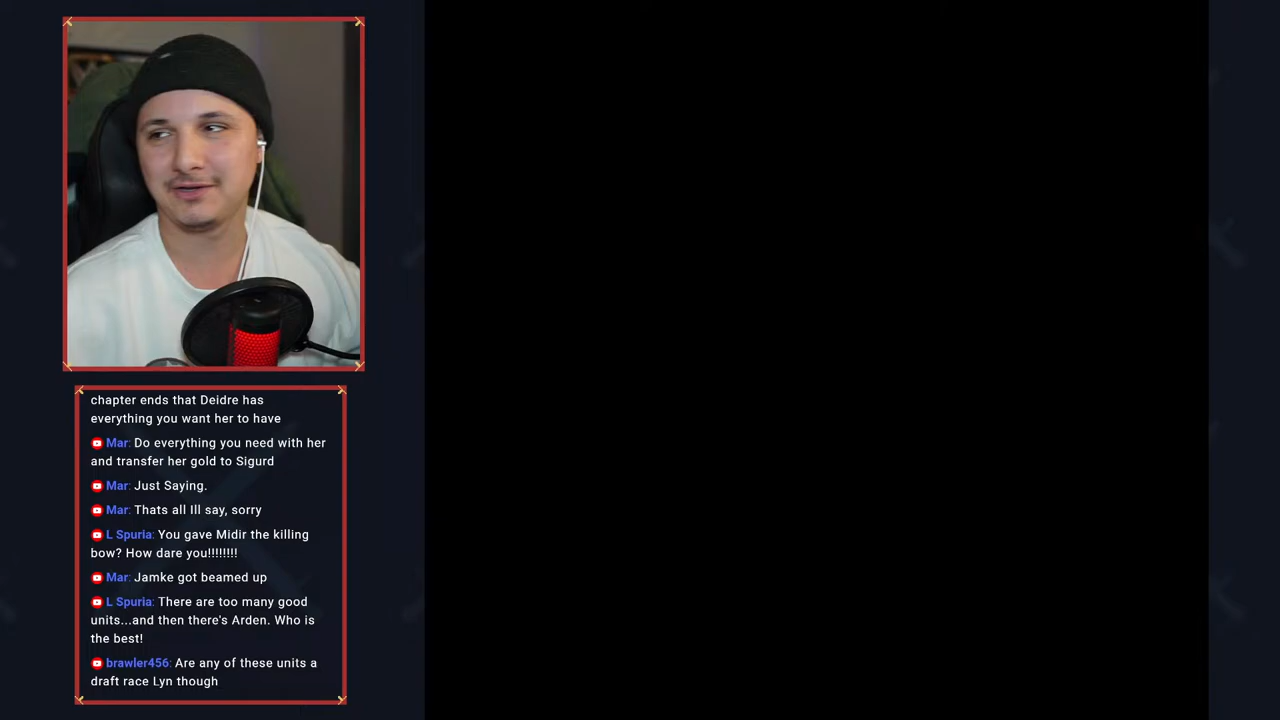 chapter ends that Deidre has
everything you want her to have
Mar: Do everything you need with her
and transfer her gold to Sigurd
Mar: Just Saying.
Mar: Thats all Ill say, sorry
L Spuria: You gave Midir the killing
bow? How dare you!!!!!!!!
Mar: Jamke got beamed up
L Spuria: There are too many good
units...and then there's Arden. Who is
the best!
brawler456: Are any of these units a
draft race Lyn though